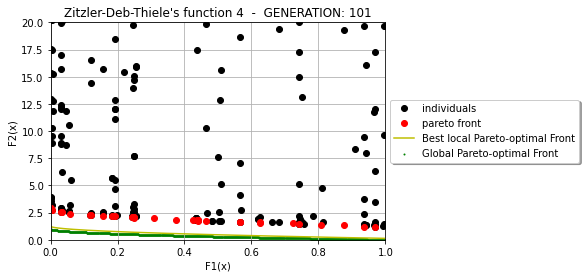 Zitzler-Deb-Thiele's function 4 - GENERATION: 101
20.0
17.5
15.0
12.5
10.0
7.5
5.0
2.5
0.0
F2(x)
0.0 0.2 0.4 0.6 0.8 1.0
F1(x)
individuals
pareto front
Best local Pareto-optimal Front
Global Pareto-optimal Front